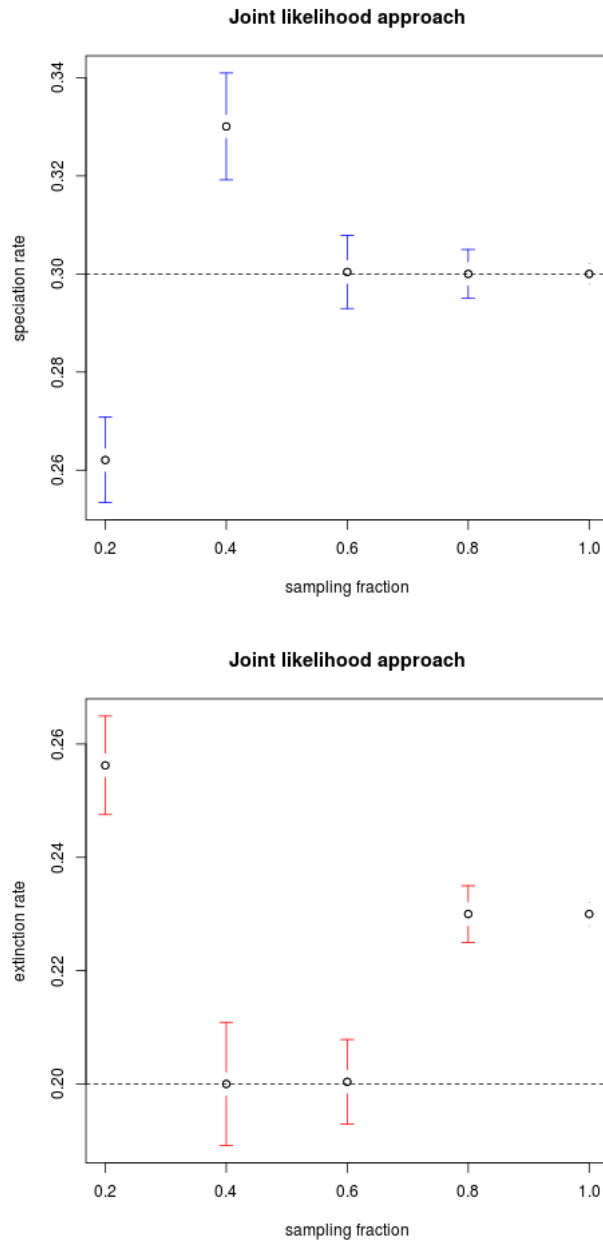 Joint likelihood approach
speciation rate
0.34
0.32
0.30
0.28
0.26
0.2 0.4 0.6 0.8 1.0
sampling fraction
Joint likelihood approach
extinction rate
0.26
0.24
0.22
0.20
0.2 0.4 0.6 0.8 1.0
sampling fraction